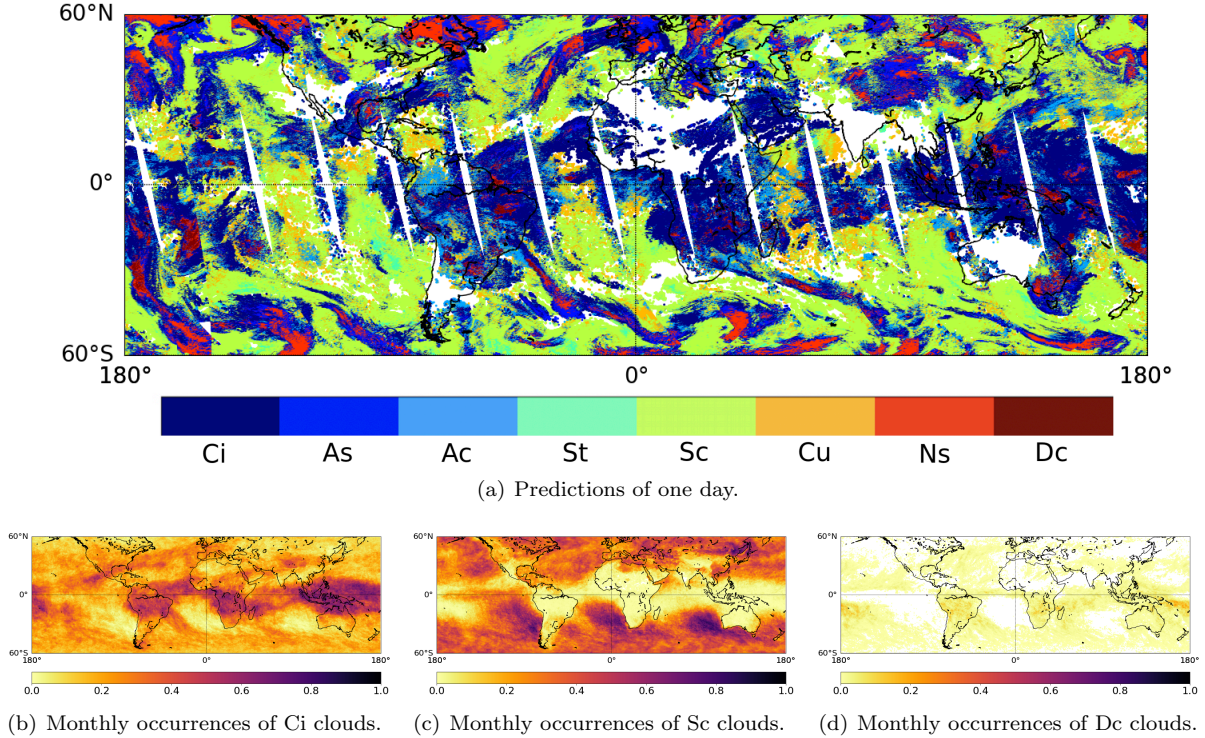 60°N
0°
60°S
180° 0° 180°
Ci As Ac St Sc Cu Ns Dc
(a) Predictions of one day.
60°N
0°
60°S
180° 0° 180°
0.0 0.2 0.4 0.6 0.8 1.0
(b) Monthly occurrences of Ci clouds.
60°N
0°
60°S
180° 0° 180°
0.0 0.2 0.4 0.6 0.8 1.0
(c) Monthly occurrences of Sc clouds.
60°N
0°
60°S
180° 0° 180°
0.0 0.2 0.4 0.6 0.8 1.0
(d) Monthly occurrences of Dc clouds.